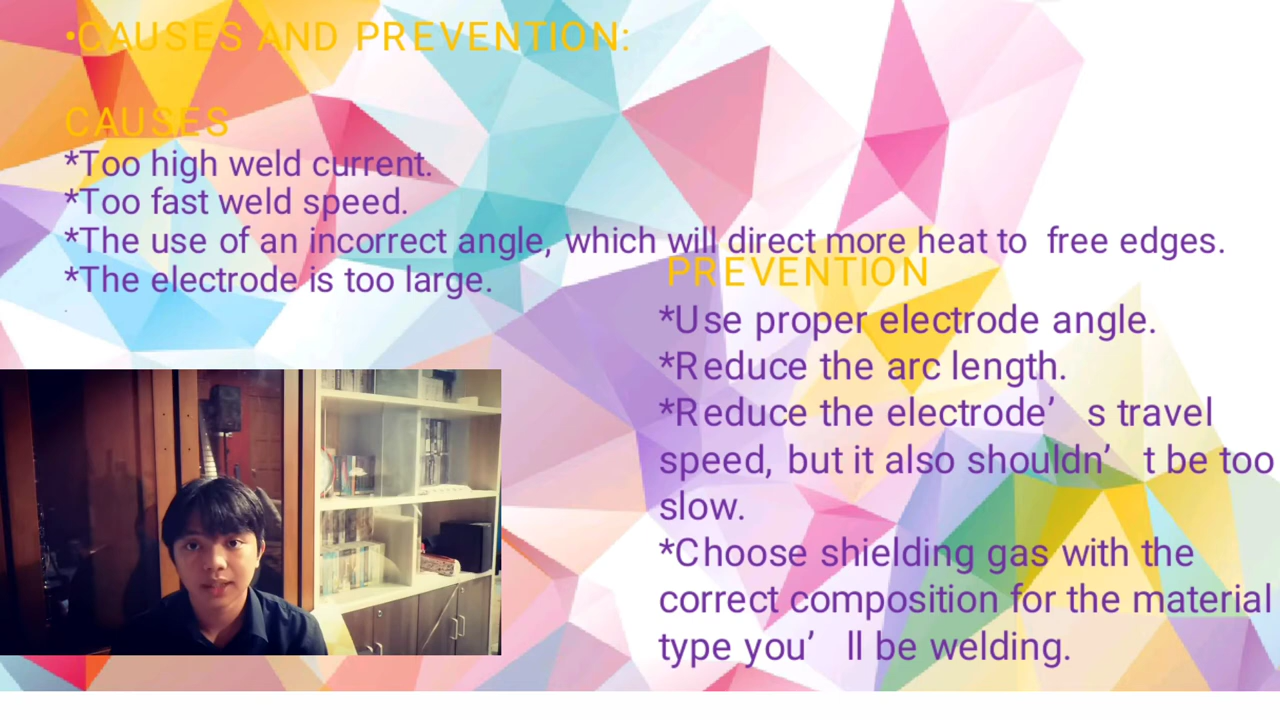 •CAUSES AND PREVENTION:
CAUSES
*Too high weld current.
*Too fast weld speed.
*The use of an incorrect angle, which will direct more heat to free edges.
*The electrode is too large.
PREVENTION
*Use proper electrode angle.
*Reduce the arc length.
*Reduce the electrode’ s travel
speed, but it also shouldn’ t be too
slow.
*Choose shielding gas with the
correct composition for the material
type you’ ll be welding.